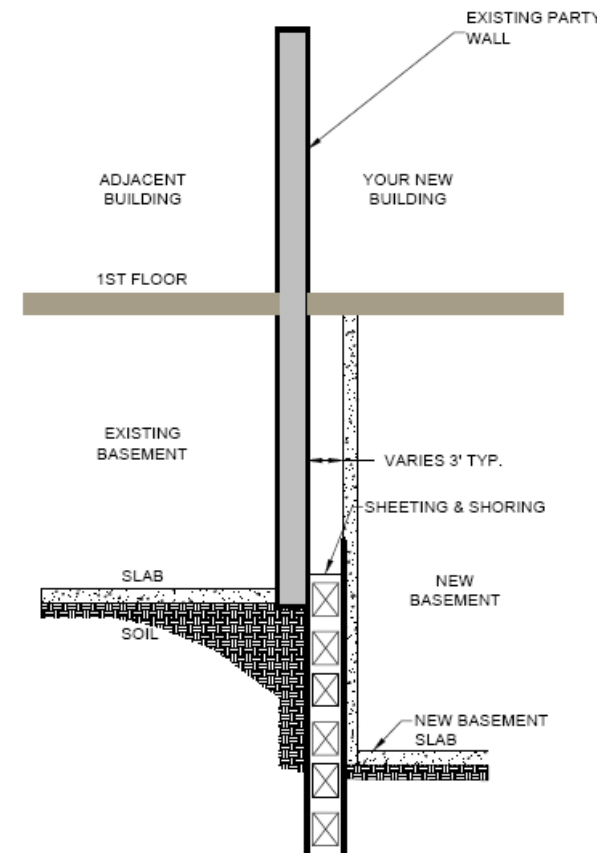 EXISTING PARTY
WALL
ADJACENT
BUILDING
YOUR NEW
BUILDING
1ST FLOOR
EXISTING
BASEMENT
VARIES 3' TYP.
SHEETING & SHORING
SLAB
NEW
BASEMENT
SOIL
NEW BASEMENT
SLAB